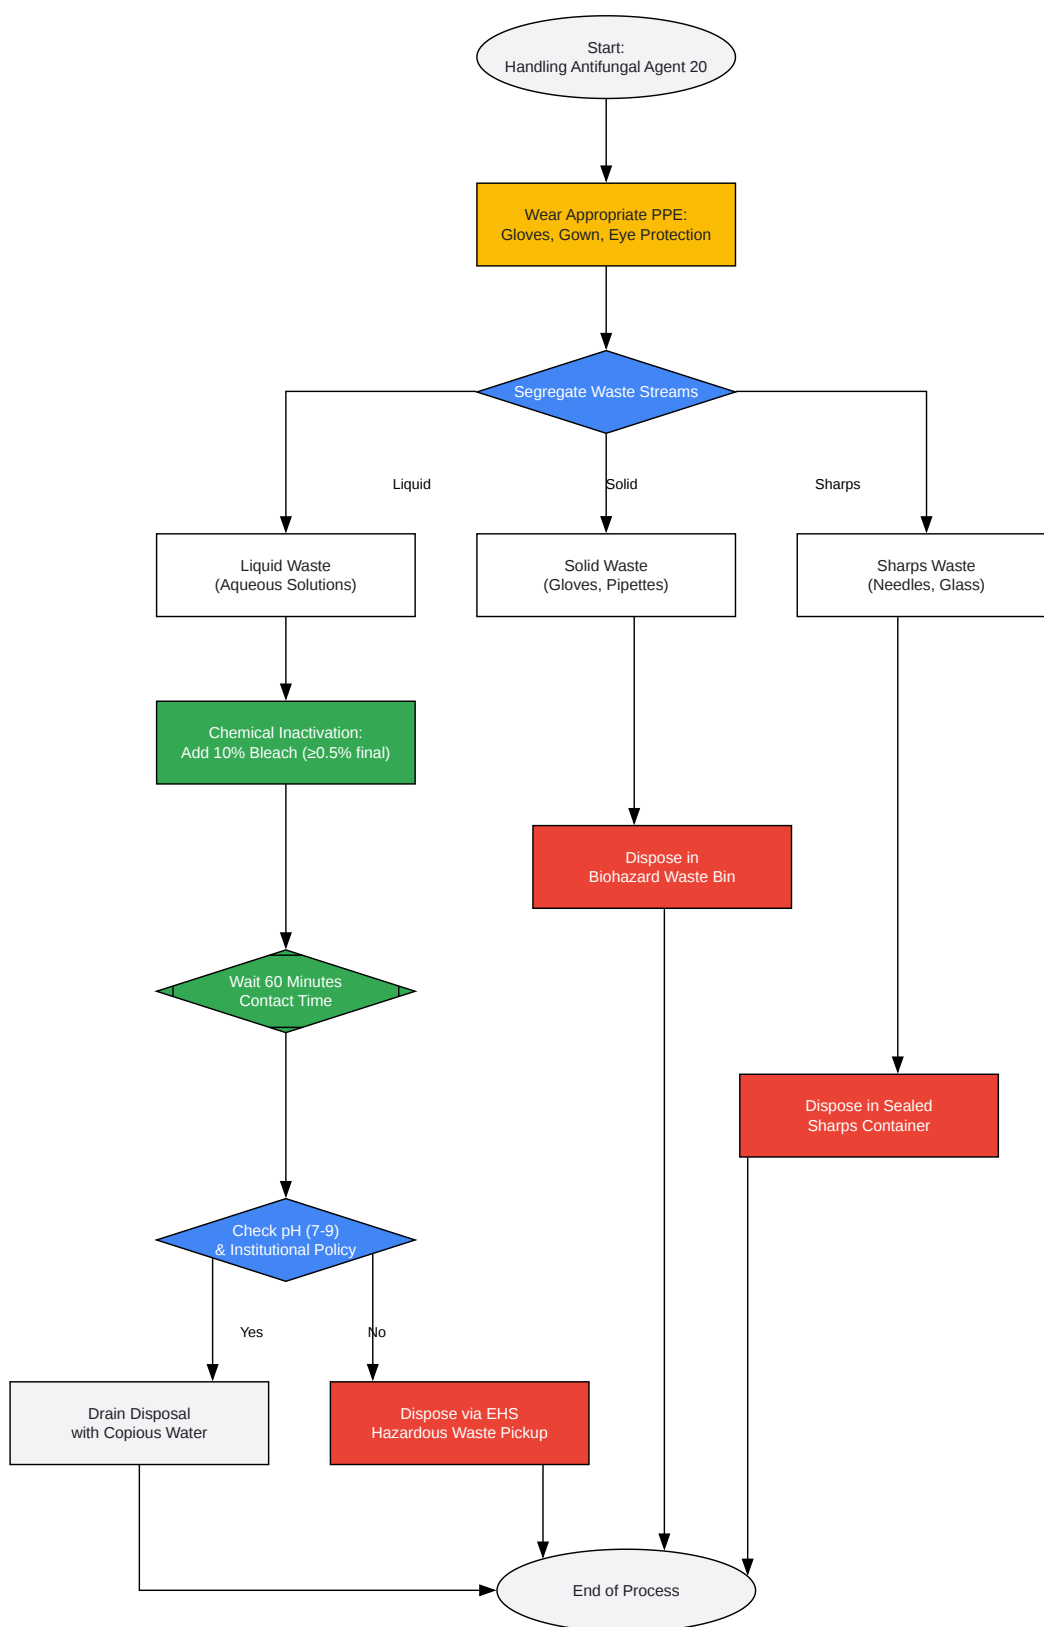 Start:
Handling Antifungal Agent 20
Wear Appropriate PPE:
Gloves, Gown, Eye Protection
Segregate Waste Streams
Liquid
Solid
Sharps
Liquid Waste
(Aqueous Solutions)
Solid Waste
(Gloves, Pipettes)
Sharps Waste
(Needles, Glass)
Chemical Inactivation:
Add 10% Bleach (≥0.5% final)
Dispose in
Biohazard Waste Bin
Wait 60 Minutes
Contact Time
Dispose in Sealed
Sharps Container
Check pH (7-9)
& Institutional Policy
Yes
No
Drain Disposal
with Copious Water
Dispose via EHS
Hazardous Waste Pickup
End of Process